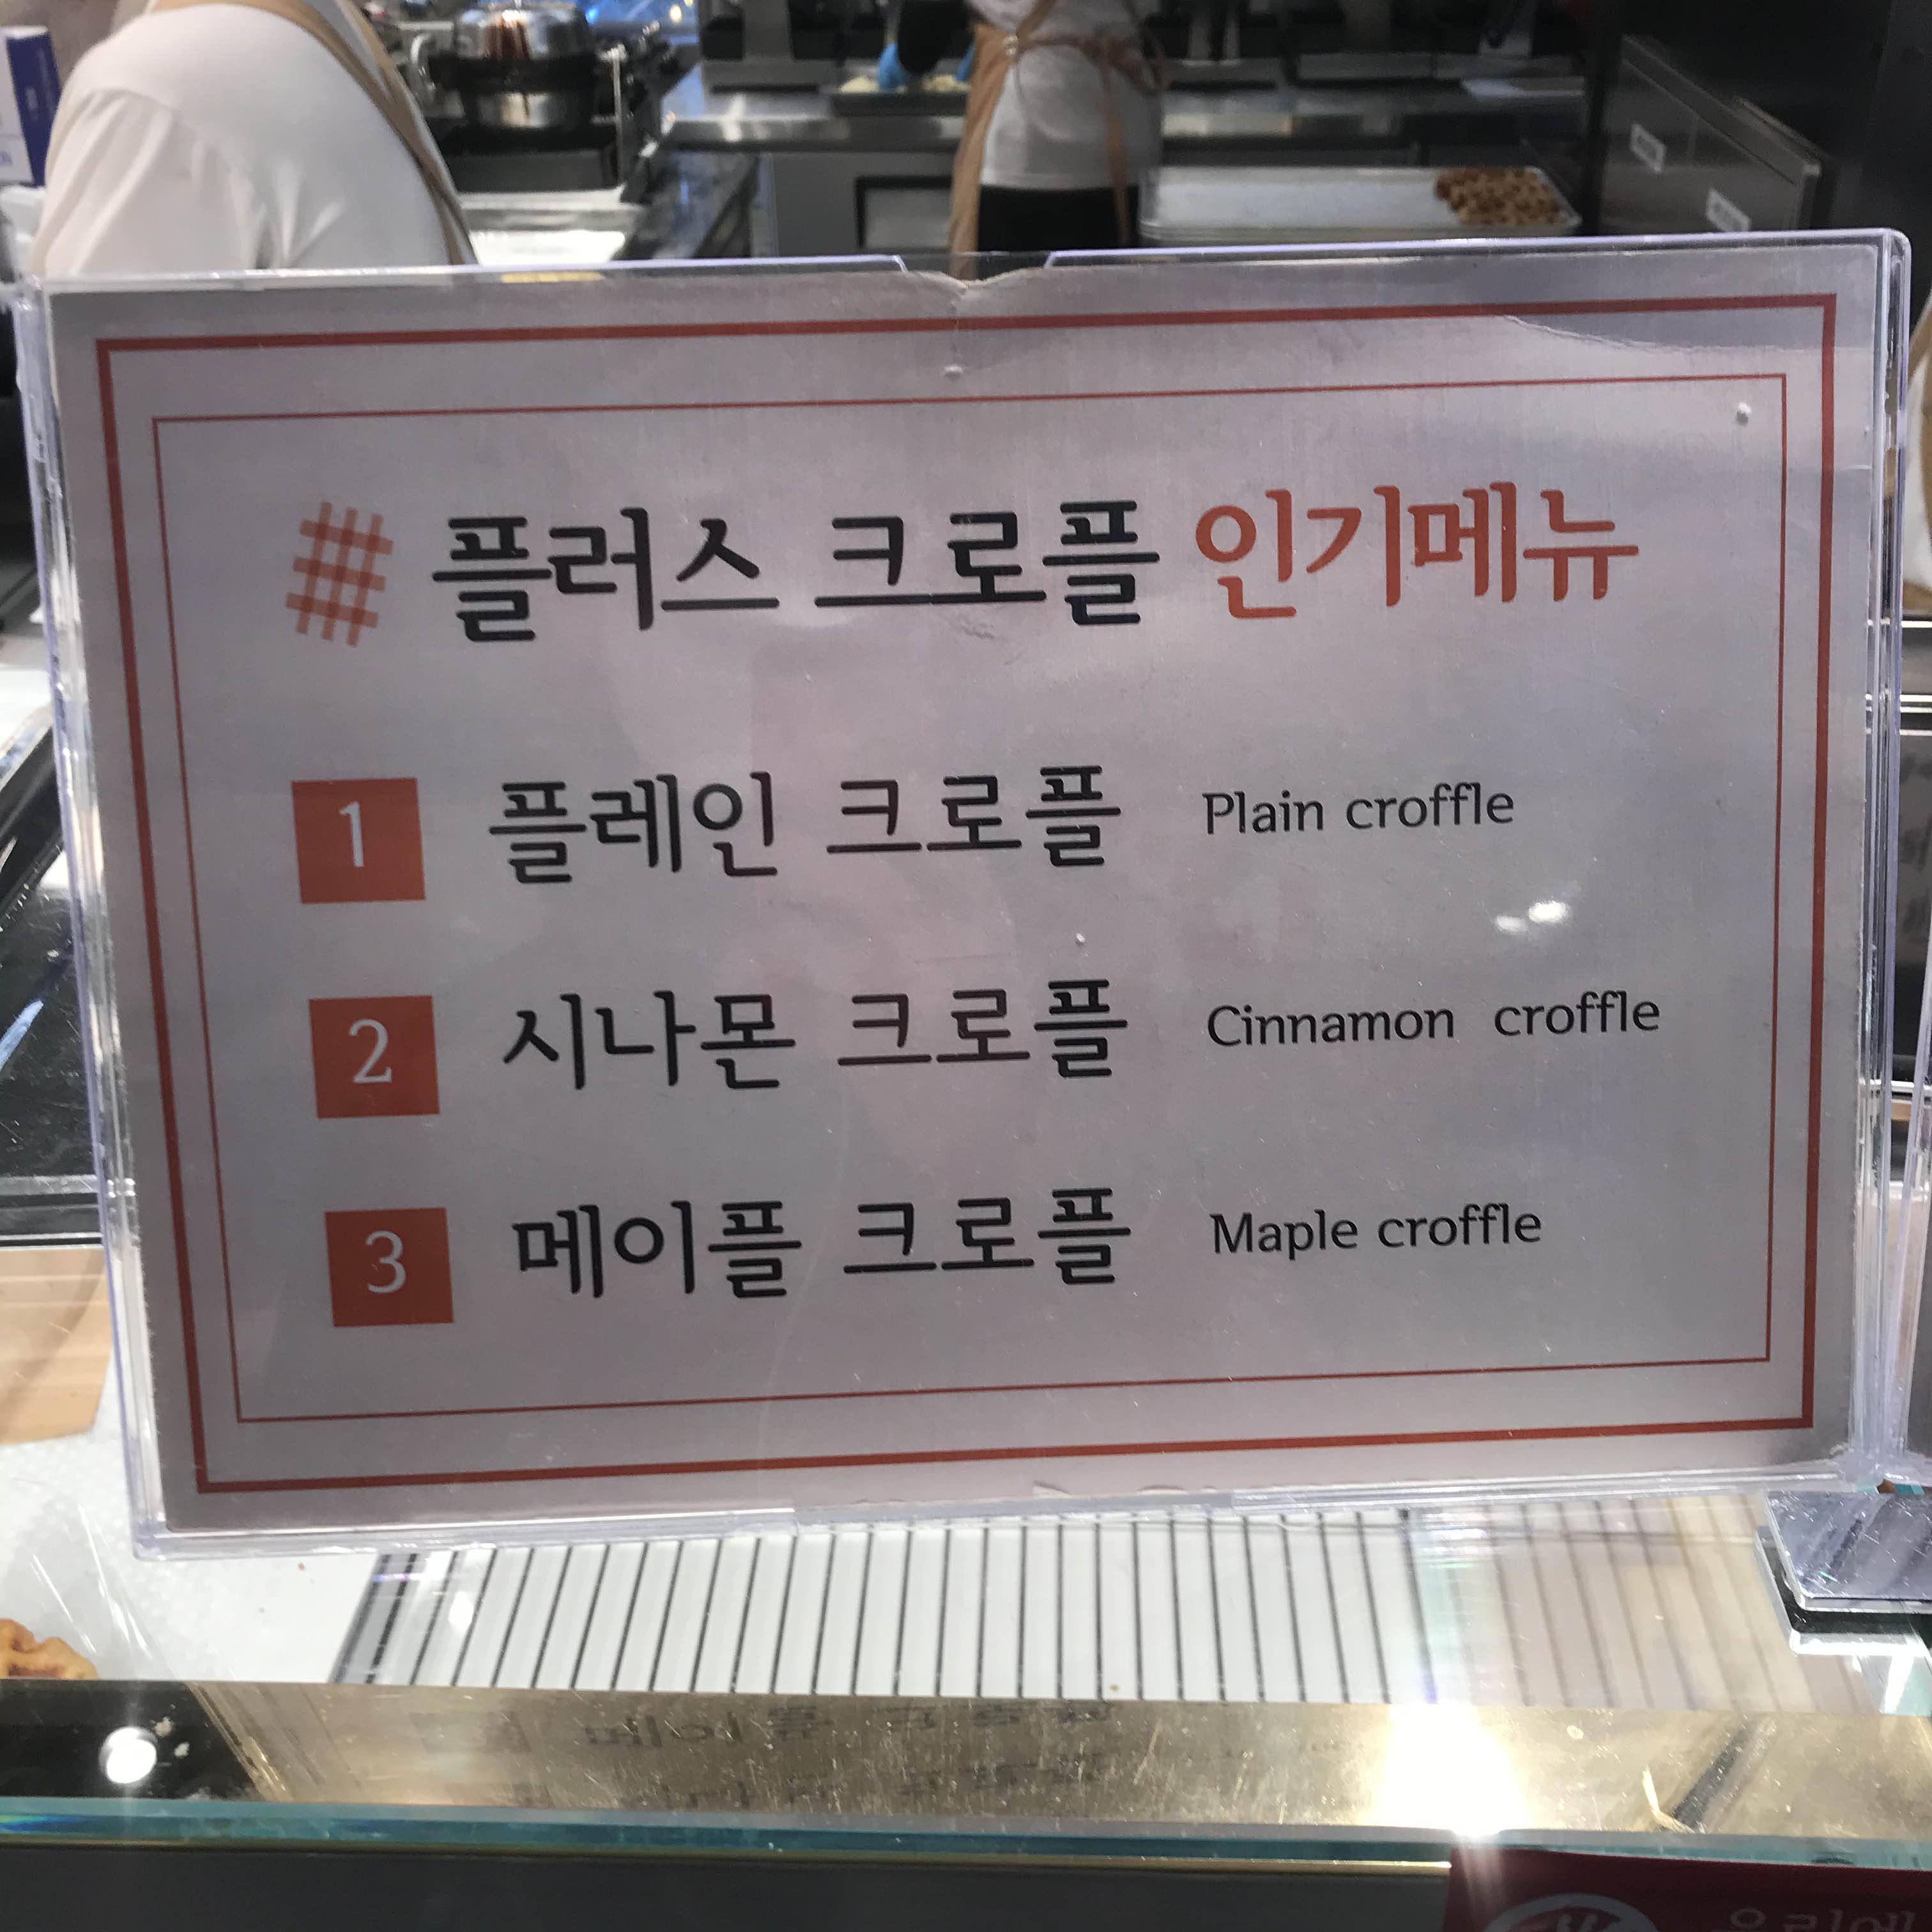 # 플러스 크로플 인기메뉴
1 플레인 크로플 Plain croffle
2 시나몬 크로플 Cinnamon croffle
3 메이플 크로플 Maple croffle